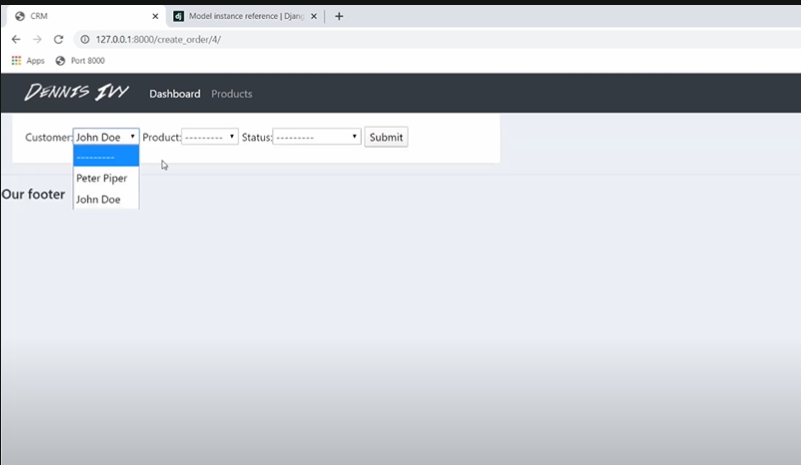 CRM
Model instance reference | Djang
127.0.0.1:8000/create_order/4/
Apps Port 8000
DENNIS IVY Dashboard Products
Customer: John Doe Product: --------- Status: --------- Submit
---------
Peter Piper
John Doe
Our footer